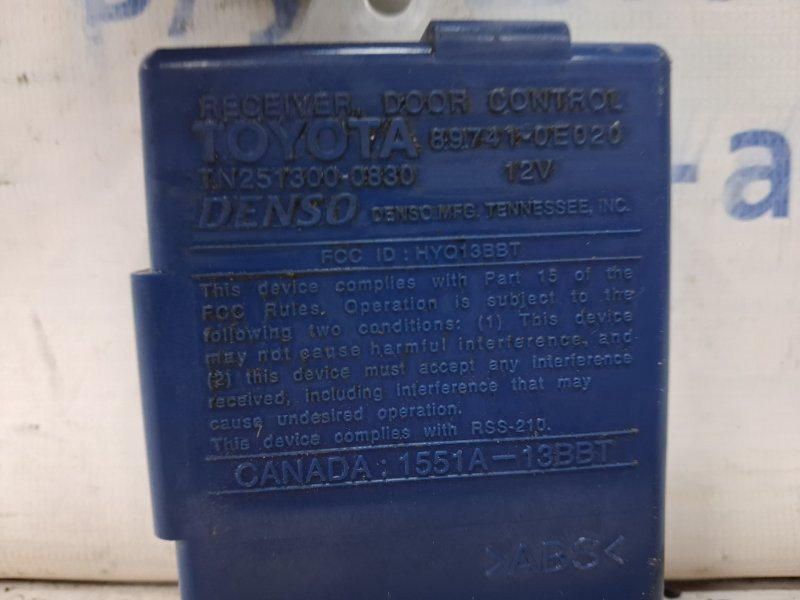 RECEIVER, DOOR CONTROL
TOYOTA 89741-0E020
TN251300-0830 12V
DENSO DENSO MFG. TENNESSEE, INC.
FCC ID : HYQ13BBT
This device complies with Part 15 of the
FCC Rules. Operation is subject to the
following two conditions: (1) This device
may not cause harmful interference, and
(2) this device must accept any interference
received, including interference that may
cause undesired operation.
This device complies with RSS-210.
CANADA : 1551A-13BBT
>ABS<